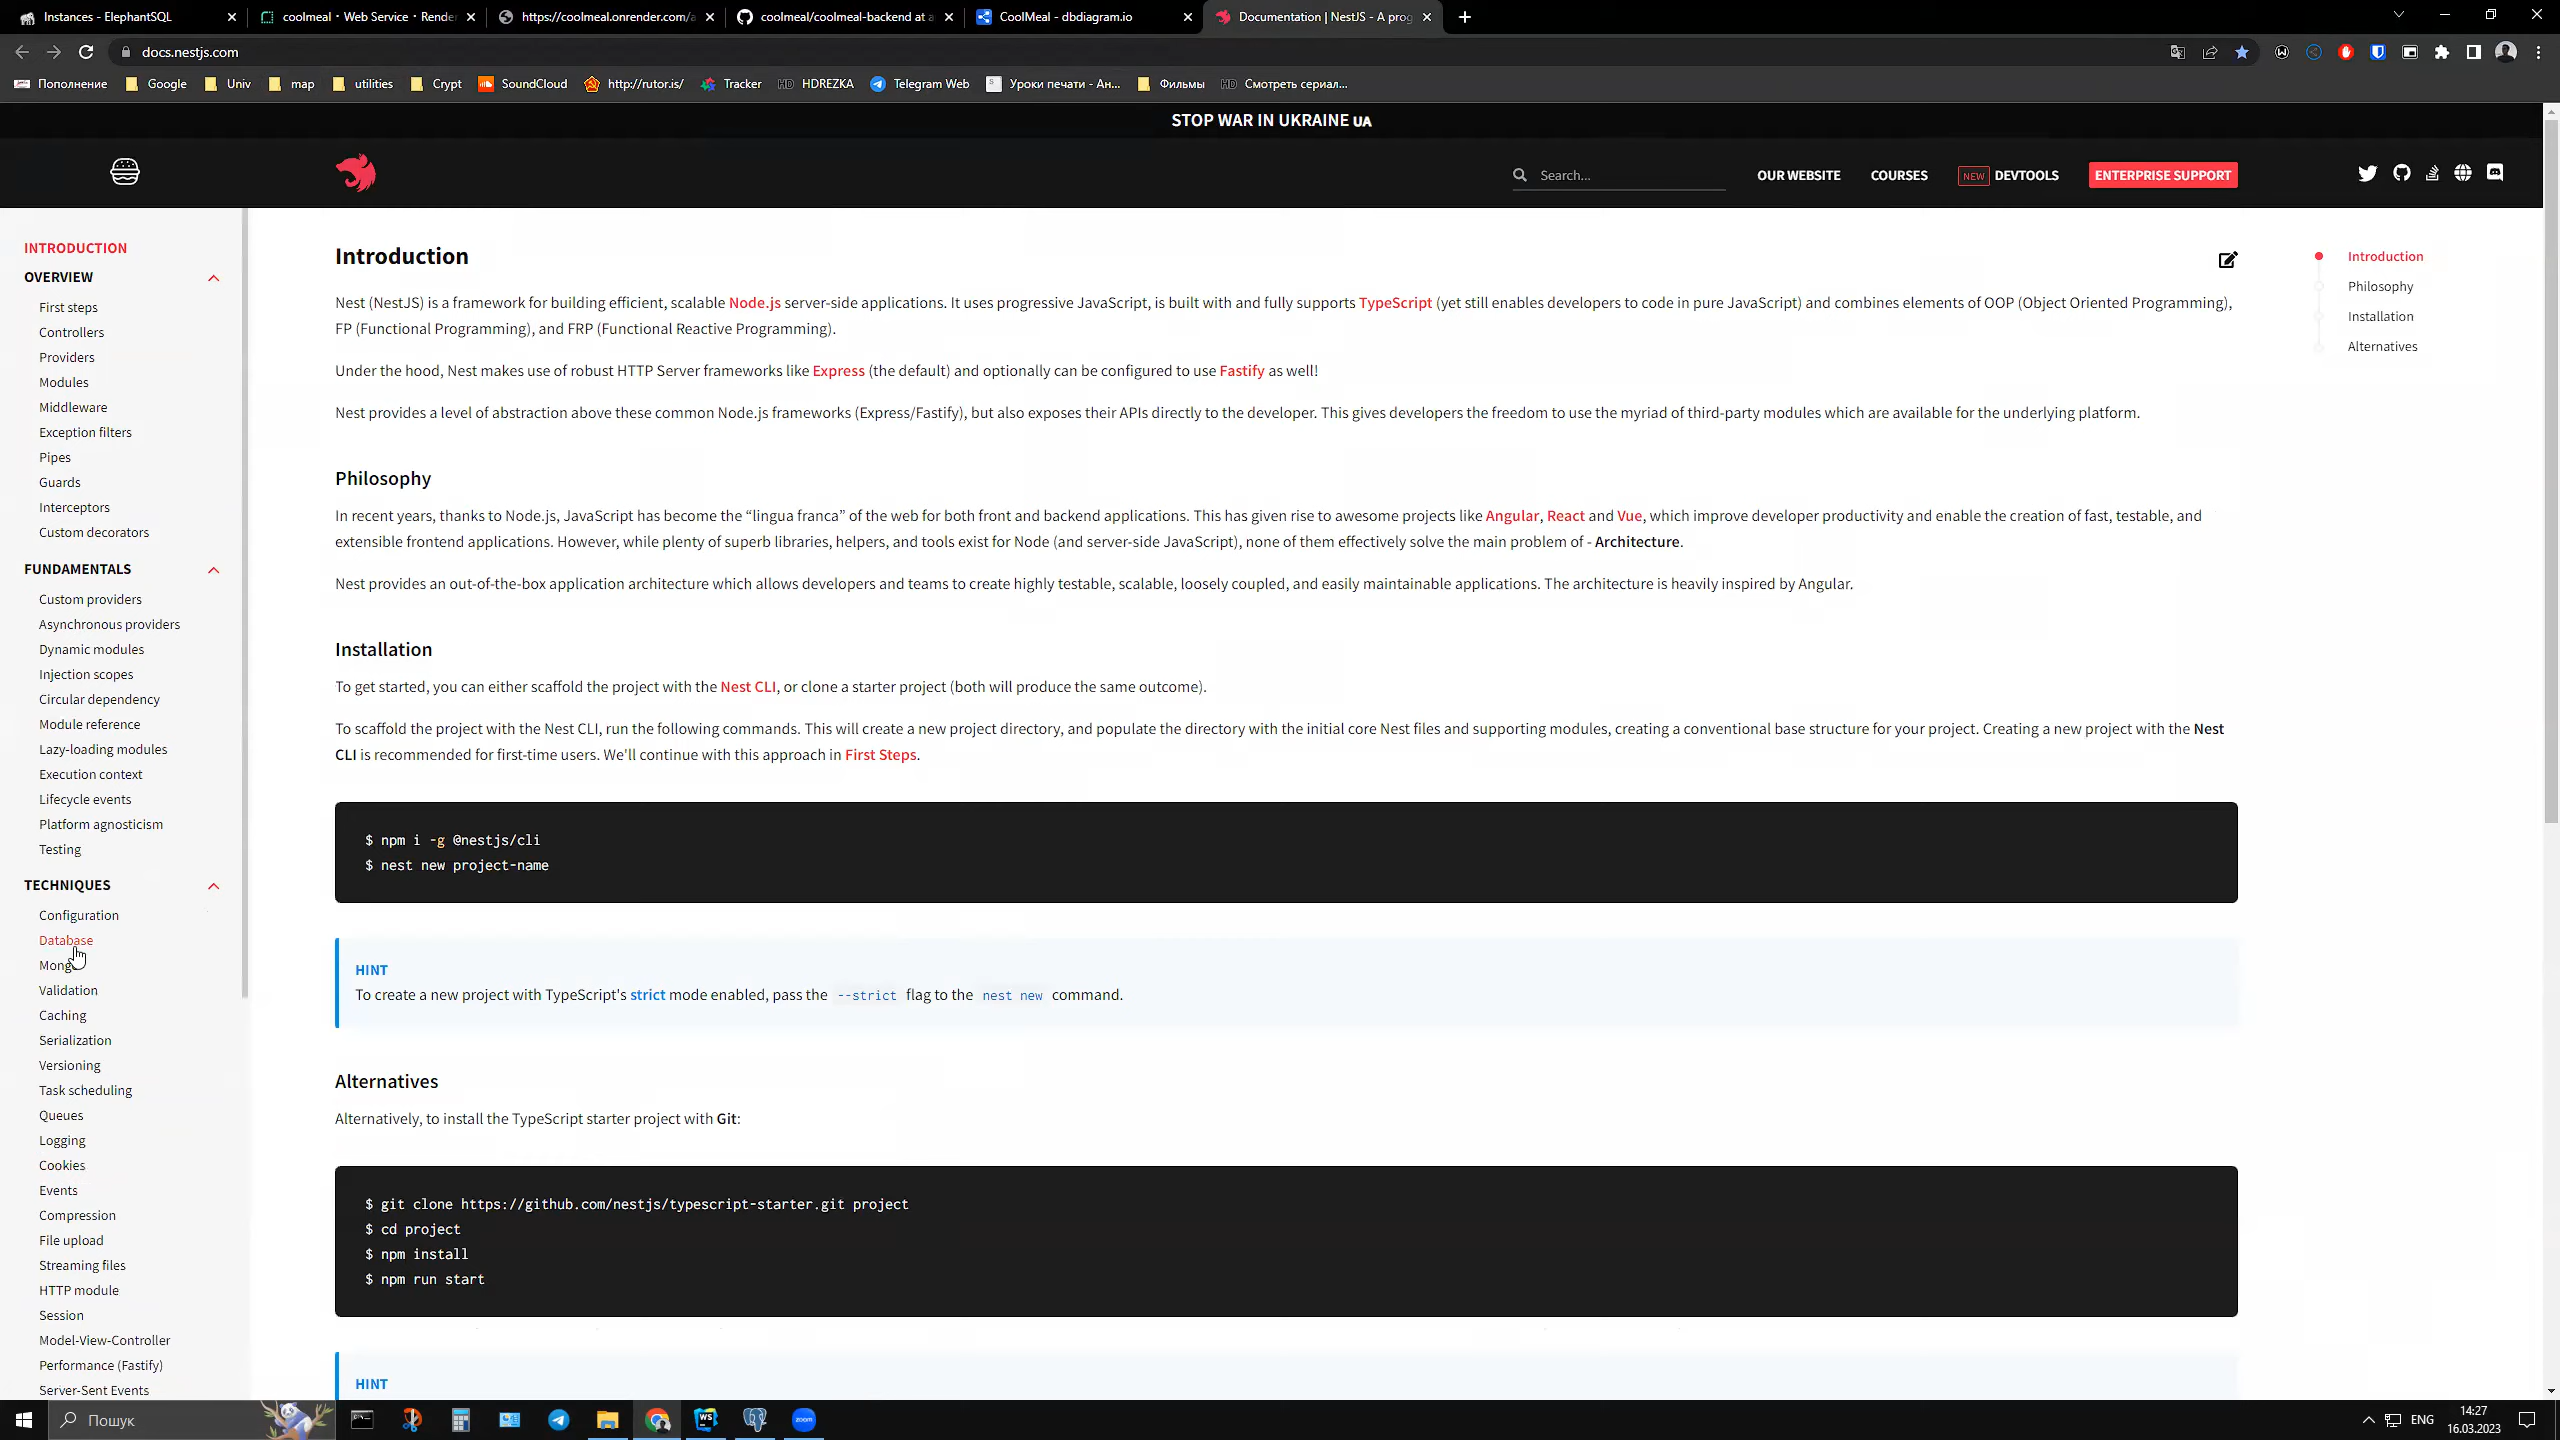 Instances - ElephantSQL
coolmeal · Web Service · Rende
https://coolmeal.onrender.com/a
coolmeal/coolmeal-backend at a
CoolMeal - dbdiagram.io
Documentation | NestJS - A prog
docs.nestjs.com
Пополнение
Google
Univ
map
utilities
Crypt
SoundCloud
http://rutor.is/
Tracker
HD HDREZKA
Telegram Web
Уроки печати - Ан...
Фильмы
HD Смотреть сериал...
STOP WAR IN UKRAINE UA
Search...
OUR WEBSITE
COURSES
NEW DEVTOOLS
ENTERPRISE SUPPORT
INTRODUCTION
OVERVIEW
First steps
Controllers
Providers
Modules
Middleware
Exception filters
Pipes
Guards
Interceptors
Custom decorators
FUNDAMENTALS
Custom providers
Asynchronous providers
Dynamic modules
Injection scopes
Circular dependency
Module reference
Lazy-loading modules
Execution context
Lifecycle events
Platform agnosticism
Testing
TECHNIQUES
Configuration
Database
Mong
Validation
Caching
Serialization
Versioning
Task scheduling
Queues
Logging
Cookies
Events
Compression
File upload
Streaming files
HTTP module
Session
Model-View-Controller
Performance (Fastify)
Server-Sent Events
Introduction
Nest (NestJS) is a framework for building efficient, scalable Node.js server-side applications. It uses progressive JavaScript, is built with and fully supports TypeScript (yet still enables developers to code in pure JavaScript) and combines elements of OOP (Object Oriented Programming),
FP (Functional Programming), and FRP (Functional Reactive Programming).
Under the hood, Nest makes use of robust HTTP Server frameworks like Express (the default) and optionally can be configured to use Fastify as well!
Nest provides a level of abstraction above these common Node.js frameworks (Express/Fastify), but also exposes their APIs directly to the developer. This gives developers the freedom to use the myriad of third-party modules which are available for the underlying platform.
Philosophy
In recent years, thanks to Node.js, JavaScript has become the “lingua franca” of the web for both front and backend applications. This has given rise to awesome projects like Angular, React and Vue, which improve developer productivity and enable the creation of fast, testable, and
extensible frontend applications. However, while plenty of superb libraries, helpers, and tools exist for Node (and server-side JavaScript), none of them effectively solve the main problem of - Architecture.
Nest provides an out-of-the-box application architecture which allows developers and teams to create highly testable, scalable, loosely coupled, and easily maintainable applications. The architecture is heavily inspired by Angular.
Installation
To get started, you can either scaffold the project with the Nest CLI, or clone a starter project (both will produce the same outcome).
To scaffold the project with the Nest CLI, run the following commands. This will create a new project directory, and populate the directory with the initial core Nest files and supporting modules, creating a conventional base structure for your project. Creating a new project with the Nest
CLI is recommended for first-time users. We'll continue with this approach in First Steps.
$ npm i -g @nestjs/cli
$ nest new project-name
HINT
To create a new project with TypeScript's strict mode enabled, pass the --strict flag to the nest new command.
Alternatives
Alternatively, to install the TypeScript starter project with Git:
$ git clone https://github.com/nestjs/typescript-starter.git project
$ cd project
$ npm install
$ npm run start
HINT
Introduction
Philosophy
Installation
Alternatives
Пошук
WS
zoom
ENG
14:27
16.03.2023